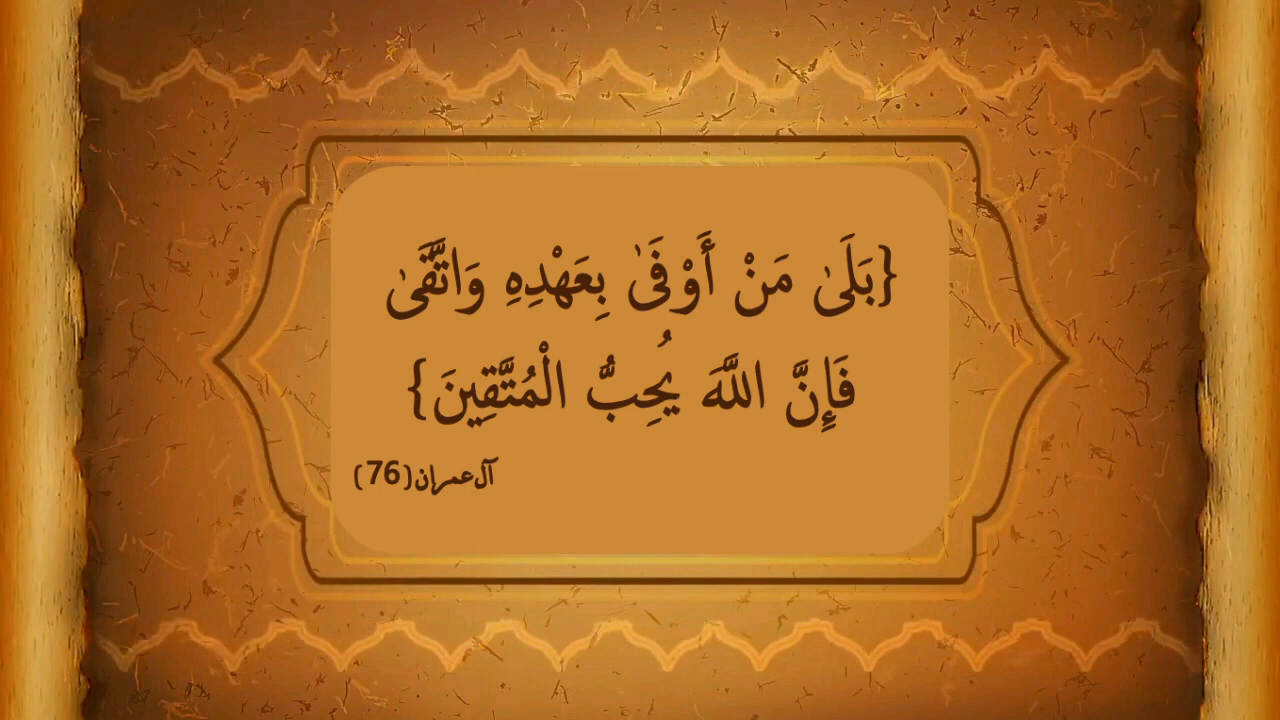 {بَلَىٰ مَنْ أَوْفَىٰ بِعَهْدِهِ وَاتَّقَىٰ
فَإِنَّ اللَّهَ يُحِبُّ الْمُتَّقِينَ}
آل عمران (76)